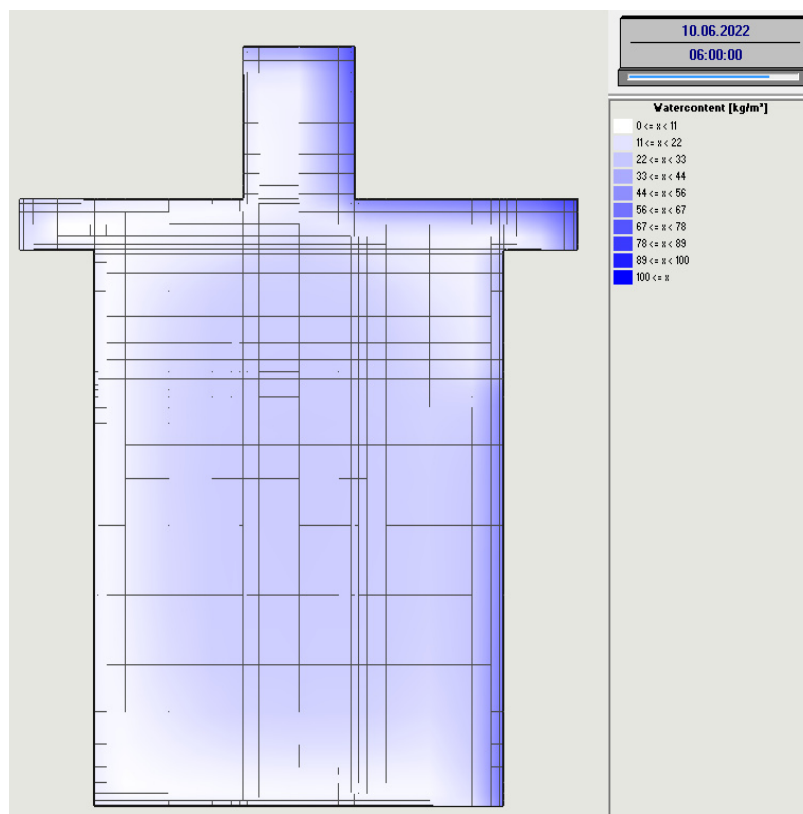 10.06.2022
06:00:00
Watercontent [kg/m³]
0 <= x < 11
11 <= x < 22
22 <= x < 33
33 <= x < 44
44 <= x < 56
56 <= x < 67
67 <= x < 78
78 <= x < 89
89 <= x < 100
100 <= x